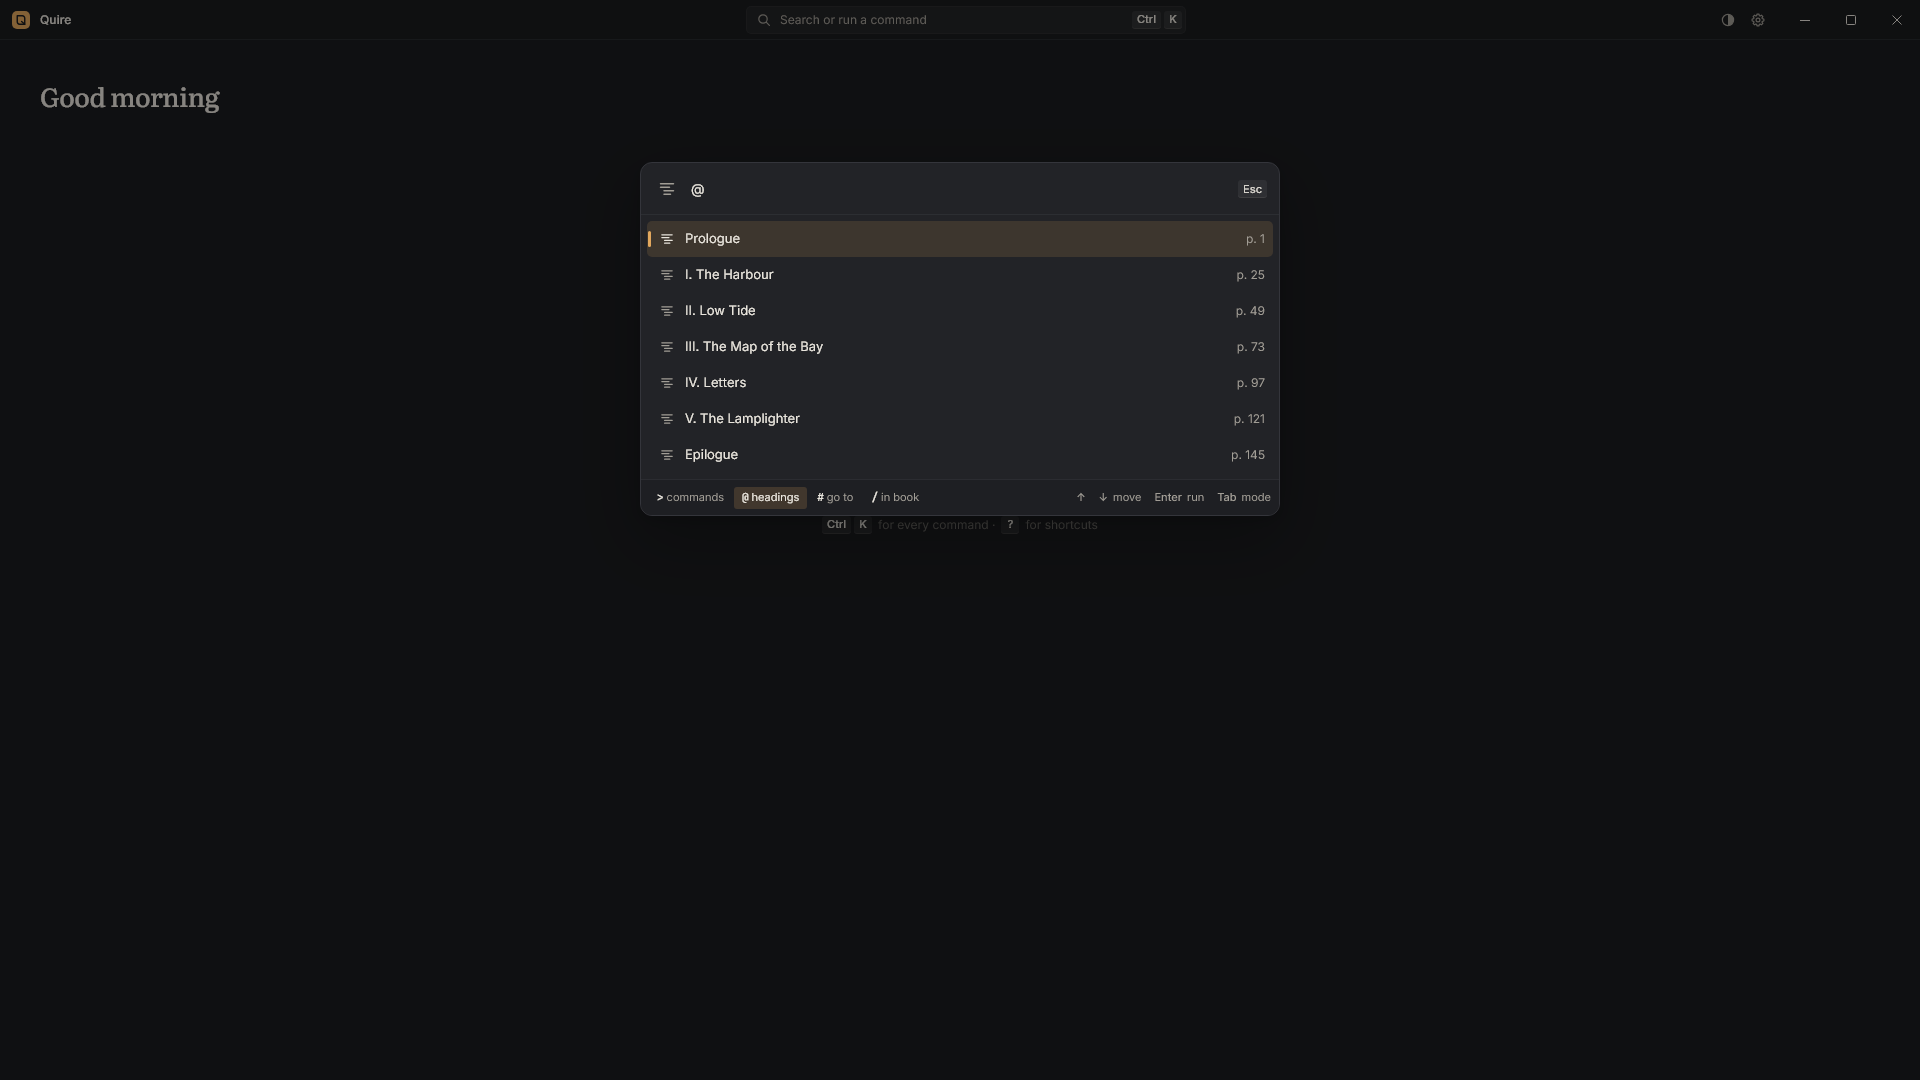 Quire
Search or run a command Ctrl K
Good morning
@ Esc
Prologue p. 1
I. The Harbour p. 25
II. Low Tide p. 49
III. The Map of the Bay p. 73
IV. Letters p. 97
V. The Lamplighter p. 121
Epilogue p. 145
> commands @ headings # go to / in book ↑ ↓ move Enter run Tab mode
Ctrl K for every command · ? for shortcuts